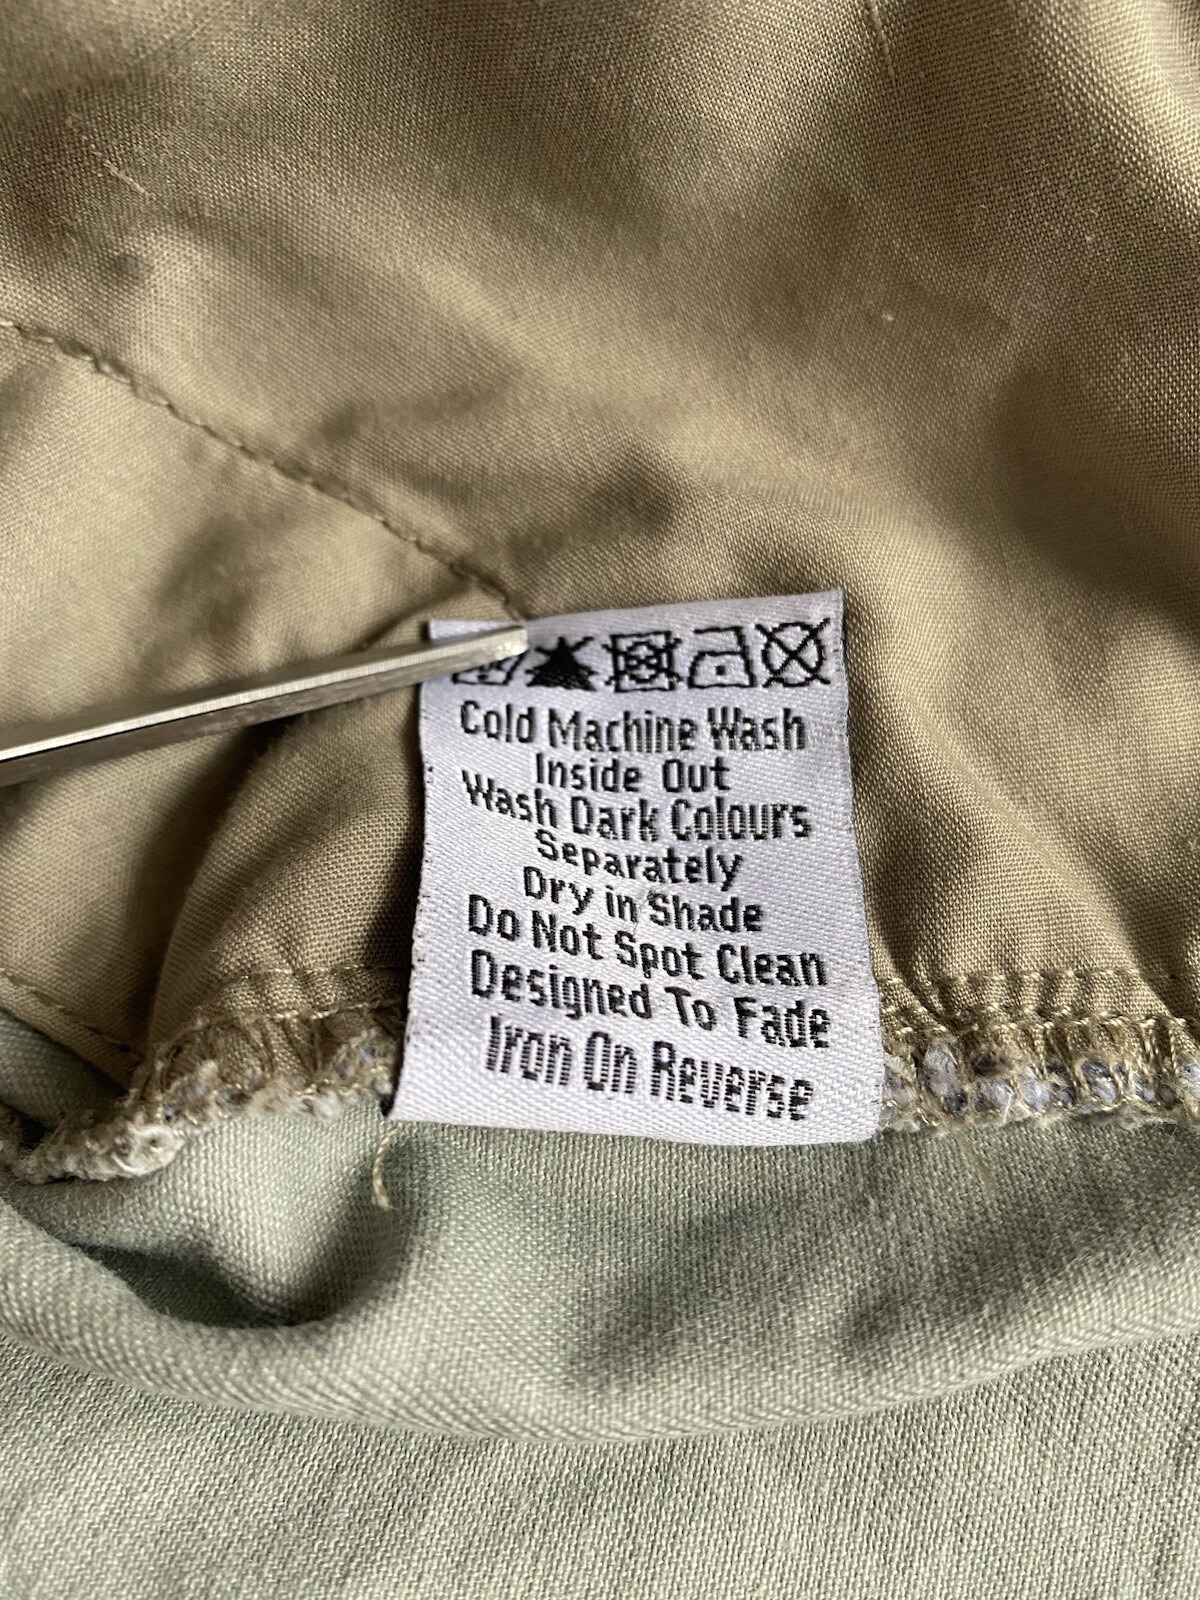 Cold Machine Wash
Inside Out
Wash Dark Colours
Separately
Dry in Shade
Do Not Spot Clean
Designed To Fade
Iron On Reverse